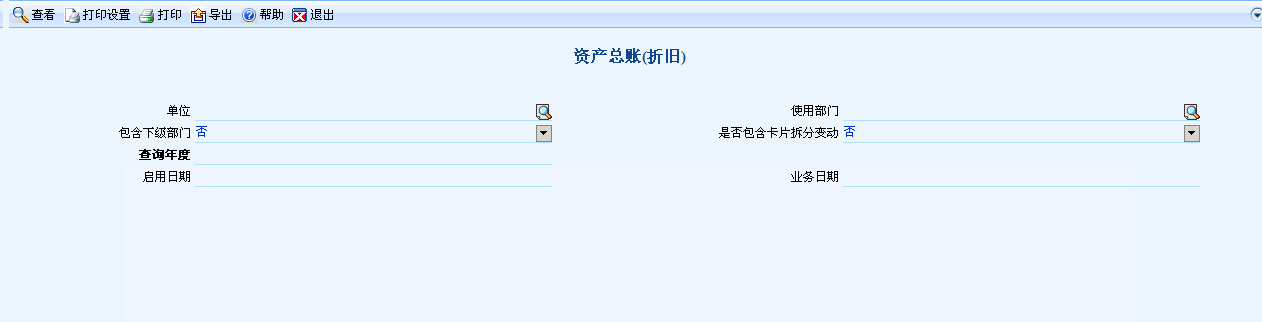 查看 打印设置 打印 导出 帮助 退出
资产总账(折旧)
单位 使用部门
包含下级部门 否 是否包含卡片拆分变动 否
查询年度
启用日期 业务日期